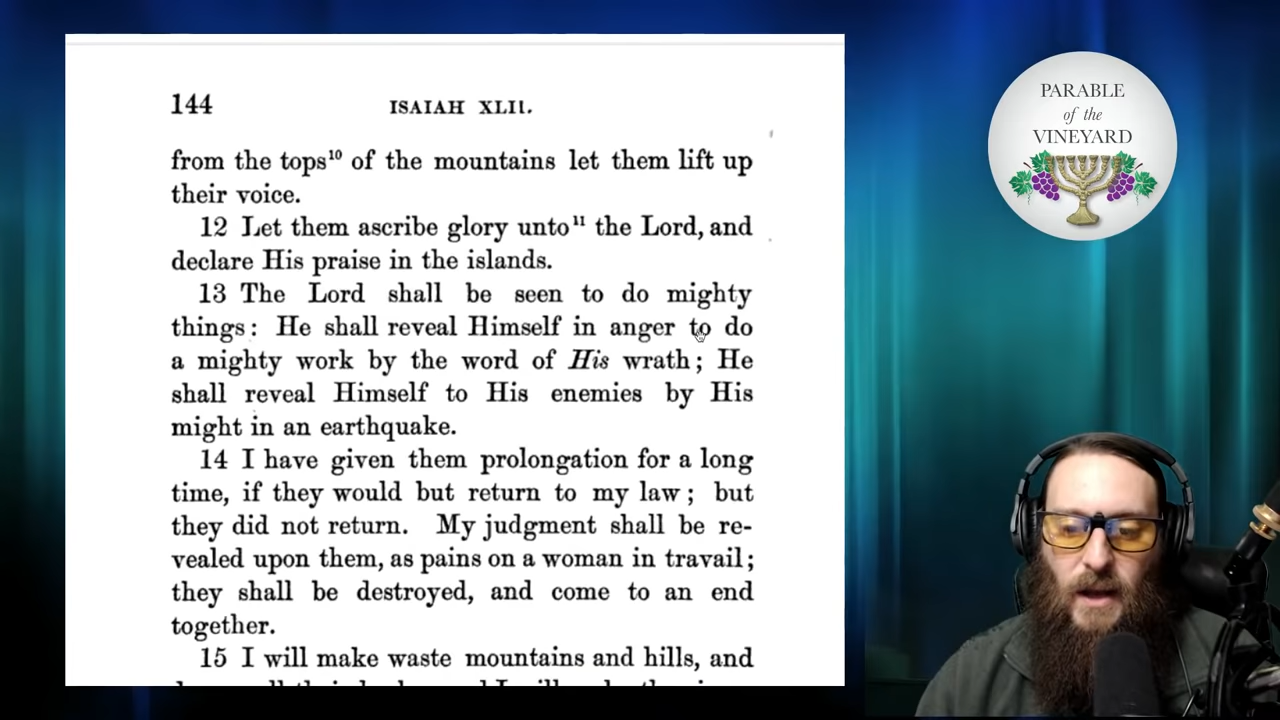 144 ISAIAH XLII.
from the tops¹⁰ of the mountains let them lift up
their voice.
12 Let them ascribe glory unto¹¹ the Lord, and
declare His praise in the islands.
13 The Lord shall be seen to do mighty
things: He shall reveal Himself in anger to do
a mighty work by the word of His wrath; He
shall reveal Himself to His enemies by His
might in an earthquake.
14 I have given them prolongation for a long
time, if they would but return to my law; but
they did not return. My judgment shall be re-
vealed upon them, as pains on a woman in travail;
they shall be destroyed, and come to an end
together.
15 I will make waste mountains and hills, and
PARABLE
of the
VINEYARD